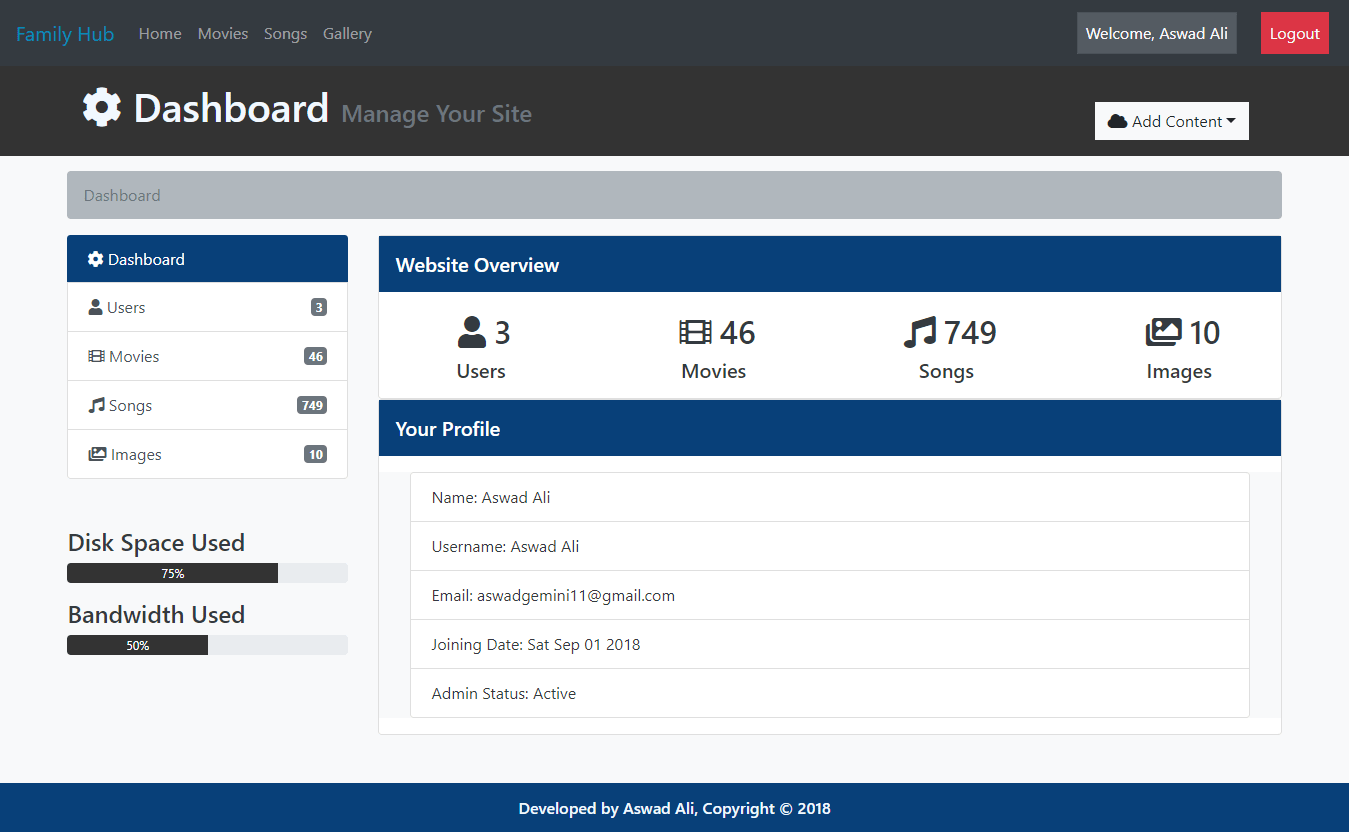 Family Hub Home Movies Songs Gallery Welcome, Aswad Ali Logout
Dashboard Manage Your Site
Add Content
Dashboard
Dashboard
Users 3
Movies 46
Songs 749
Images 10
Disk Space Used
75%
Bandwidth Used
50%
Website Overview
3 46 749 10
Users Movies Songs Images
Your Profile
Name: Aswad Ali
Username: Aswad Ali
Email: aswadgemini11@gmail.com
Joining Date: Sat Sep 01 2018
Admin Status: Active
Developed by Aswad Ali, Copyright © 2018